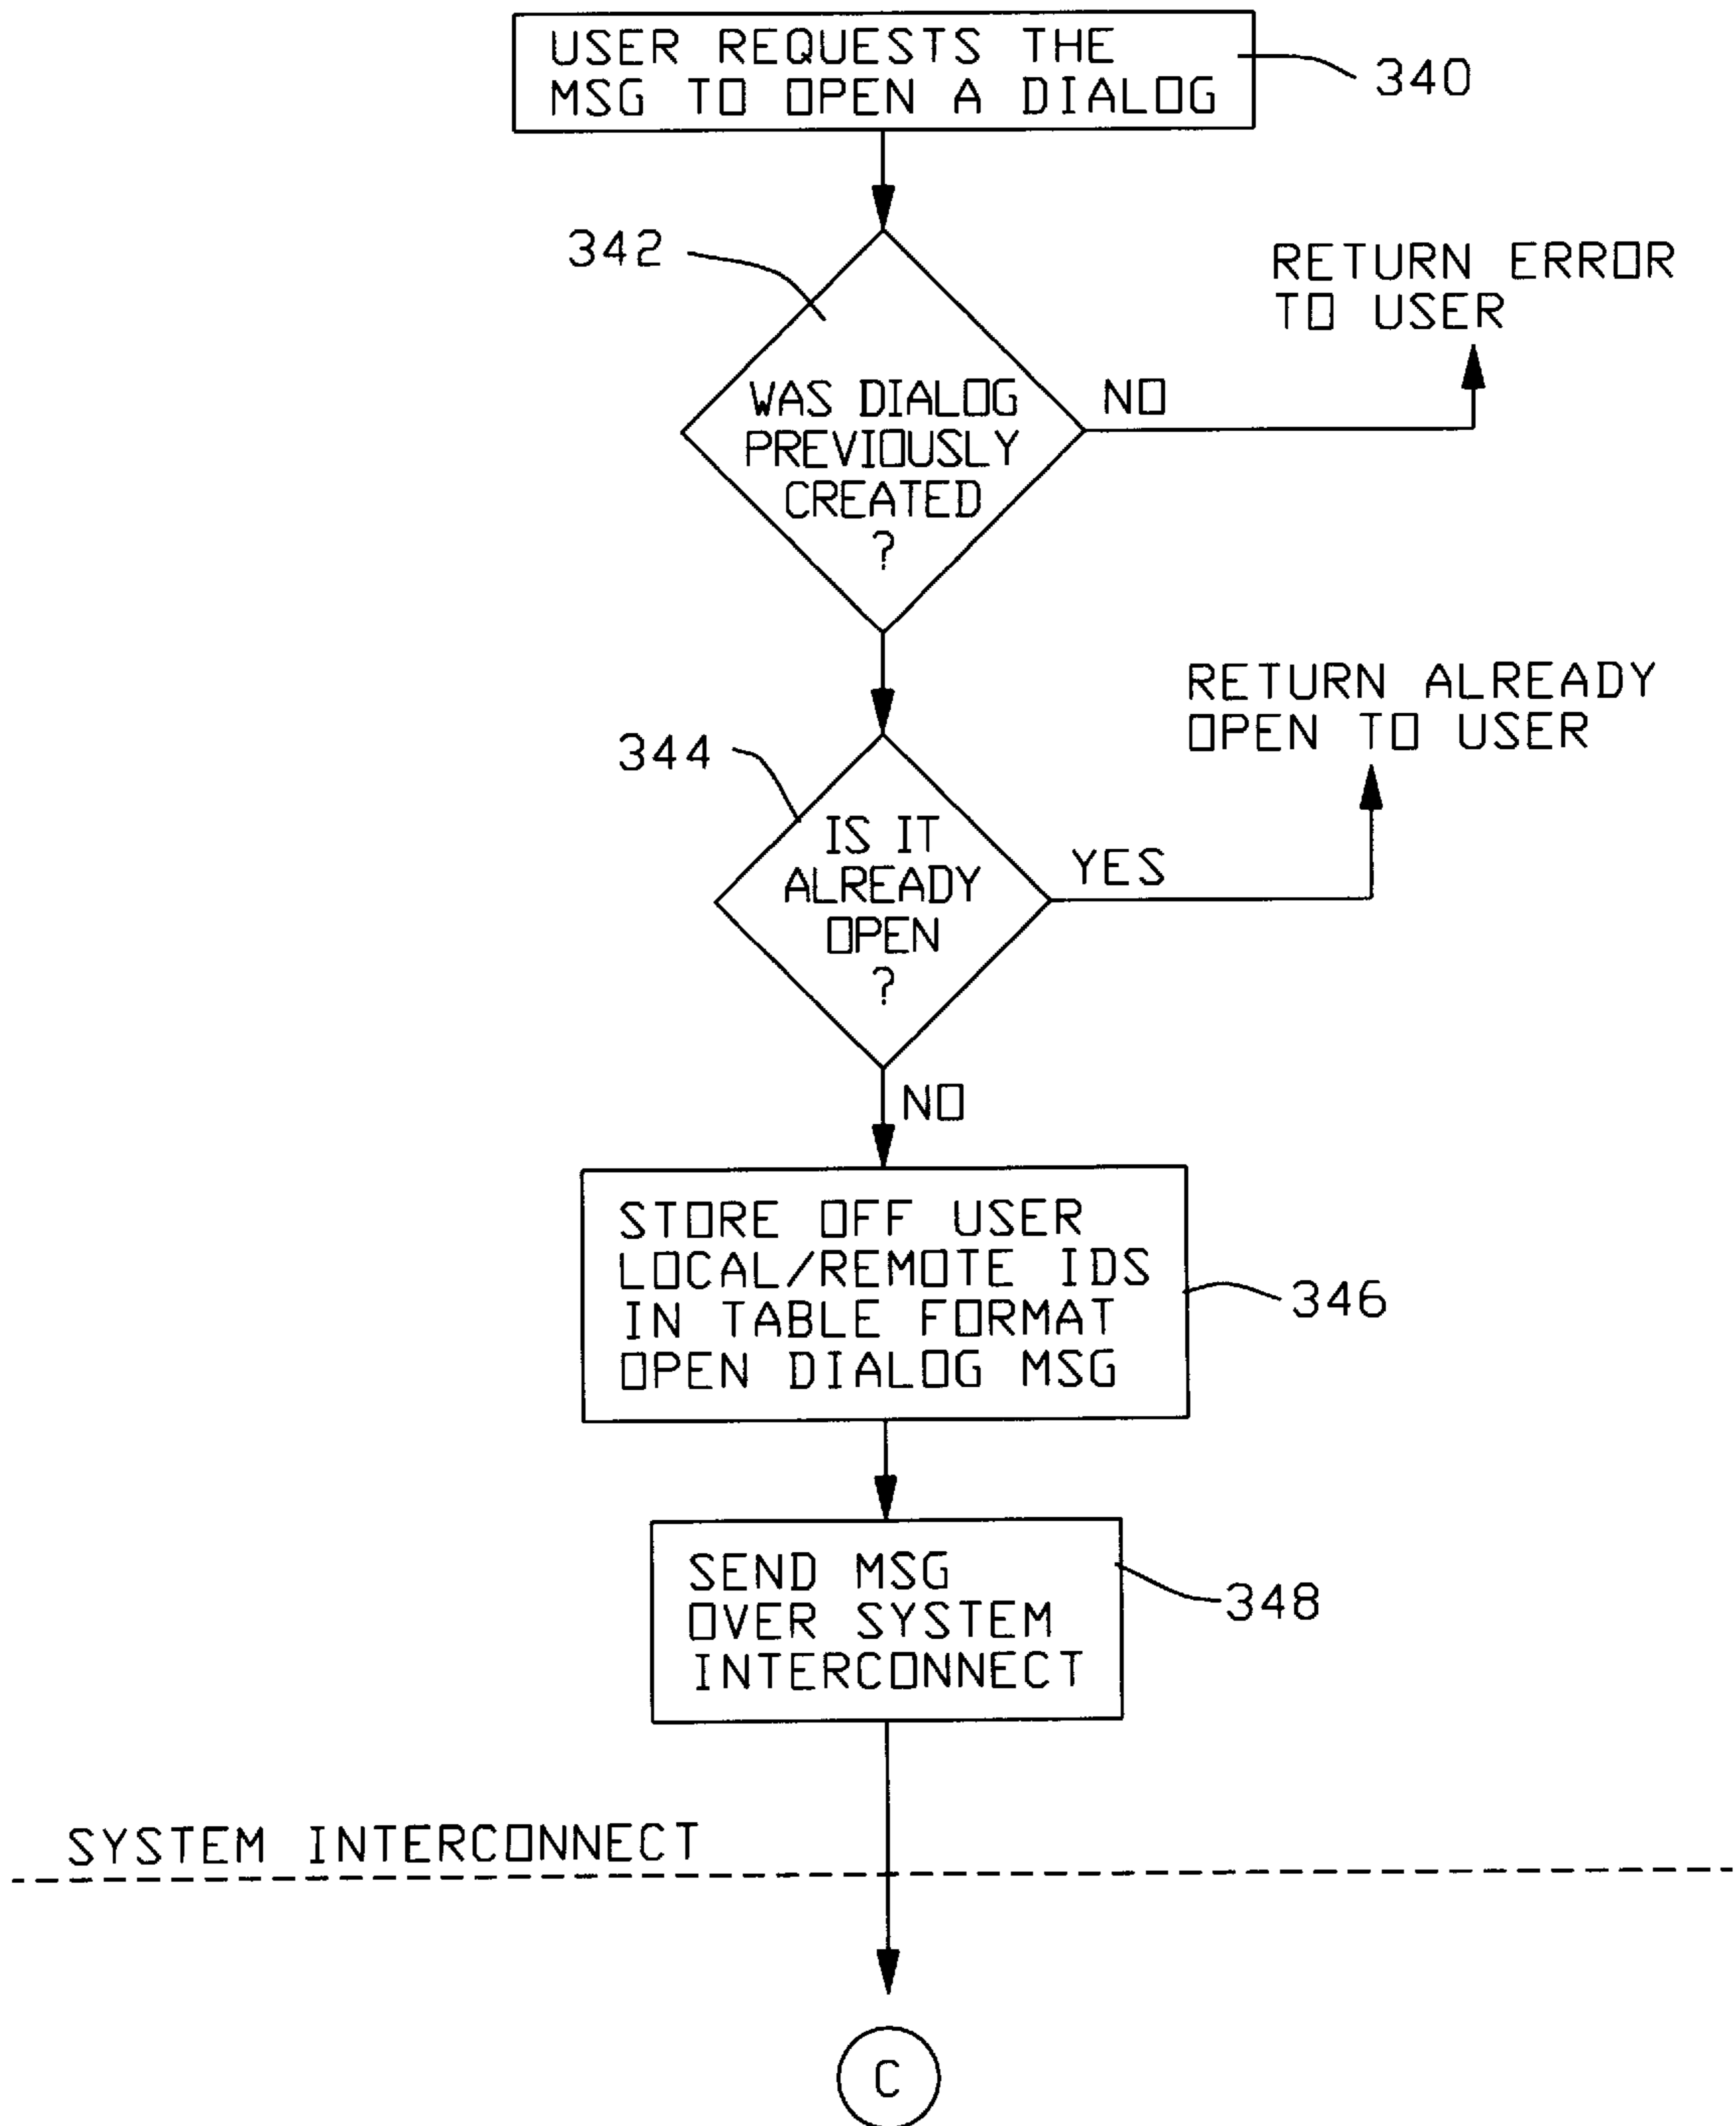 USER REQUESTS THE
MSG TO OPEN A DIALOG
340
342
RETURN ERROR
TO USER
WAS DIALOG
PREVIOUSLY
CREATED
?
NO
RETURN ALREADY
OPEN TO USER
344
IS IT
ALREADY
OPEN
?
YES
NO
STORE OFF USER
LOCAL/REMOTE IDS
IN TABLE FORMAT
OPEN DIALOG MSG
346
SEND MSG
OVER SYSTEM
INTERCONNECT
348
SYSTEM INTERCONNECT
C